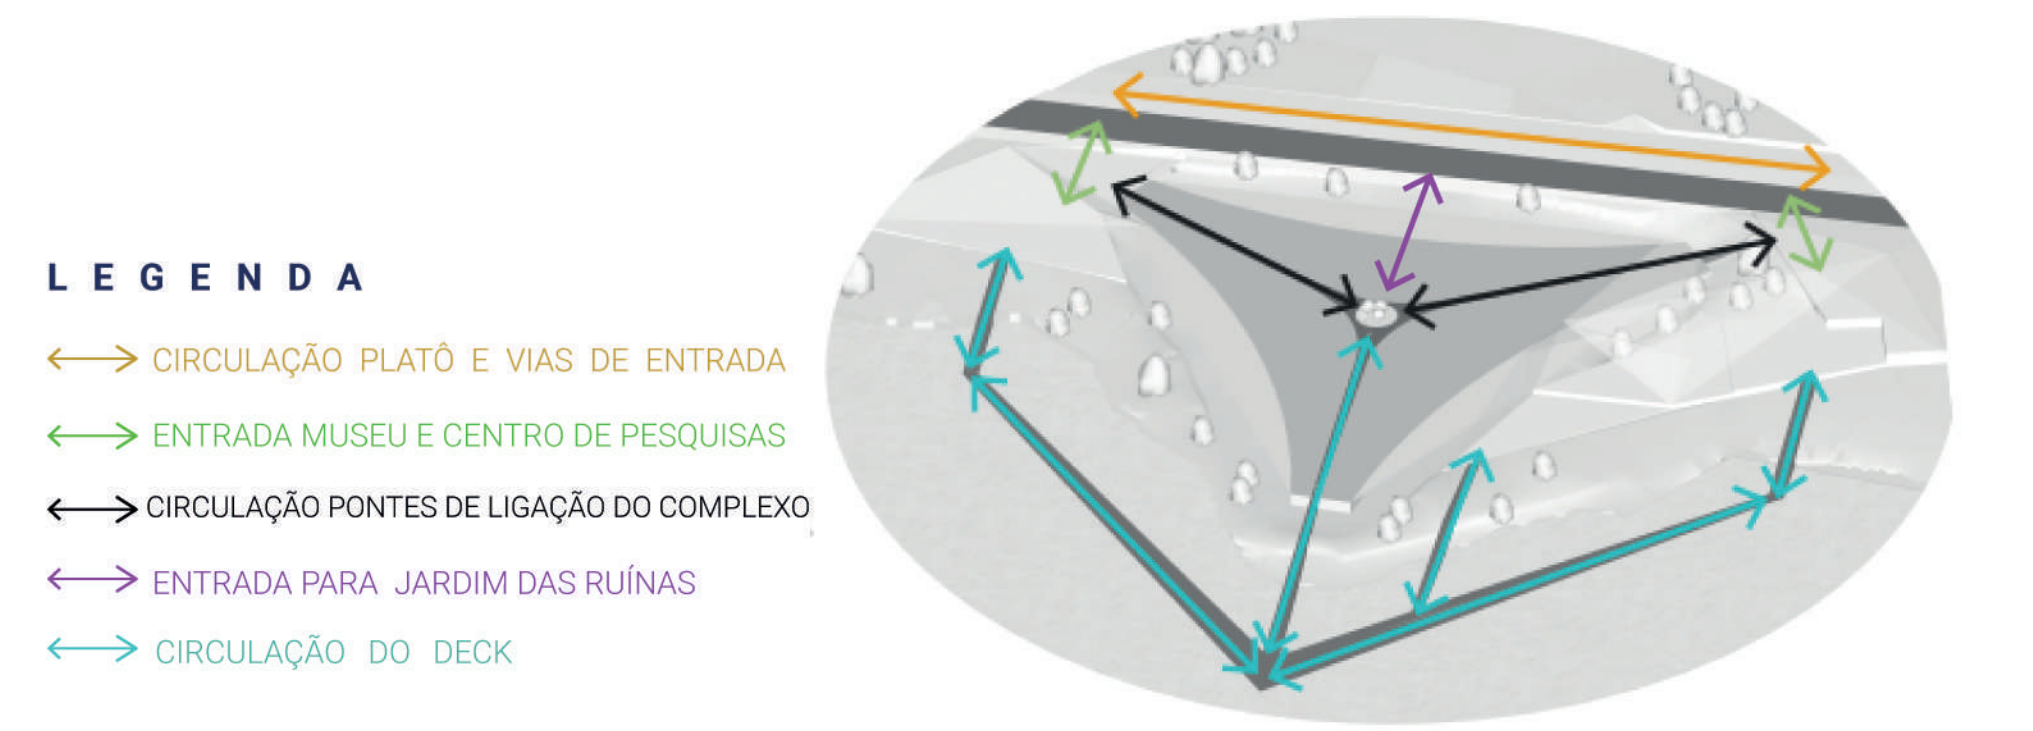 LEGENDA
CIRCULAÇÃO PLATÔ E VIAS DE ENTRADA
ENTRADA MUSEU E CENTRO DE PESQUISAS
CIRCULAÇÃO PONTES DE LIGAÇÃO DO COMPLEXO
ENTRADA PARA JARDIM DAS RUÍNAS
CIRCULAÇÃO DO DECK